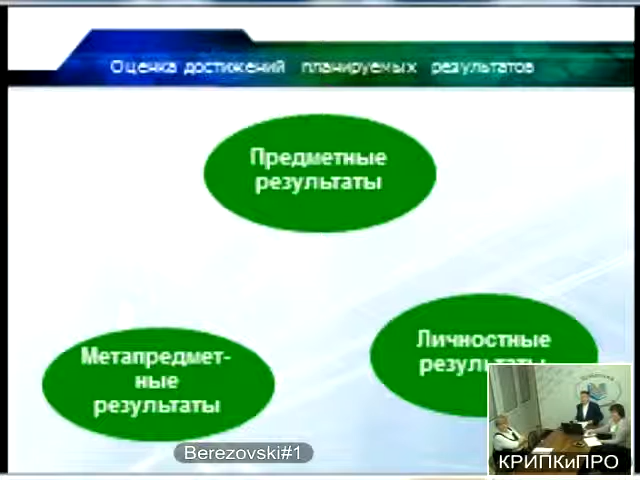 Оценка достижений планируемых результатов
Предметные
результаты
Личностные
результаты
Метапредмет-
ные
результаты
Berezovski#1
КРИПКиПРО